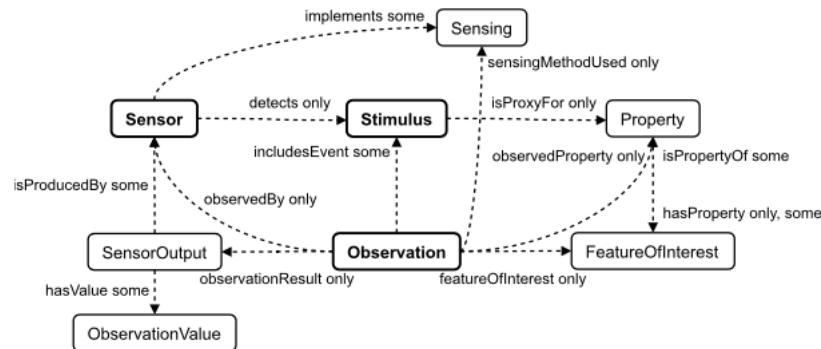 implements some
Sensing
sensingMethodUsed only
detects only
isProxyFor only
Sensor
Stimulus
Property
includesEvent some
observedProperty only
isPropertyOf some
isProducedBy some
observedBy only
hasProperty only, some
SensorOutput
Observation
FeatureOfInterest
observationResult only
featureOfInterest only
hasValue some
ObservationValue